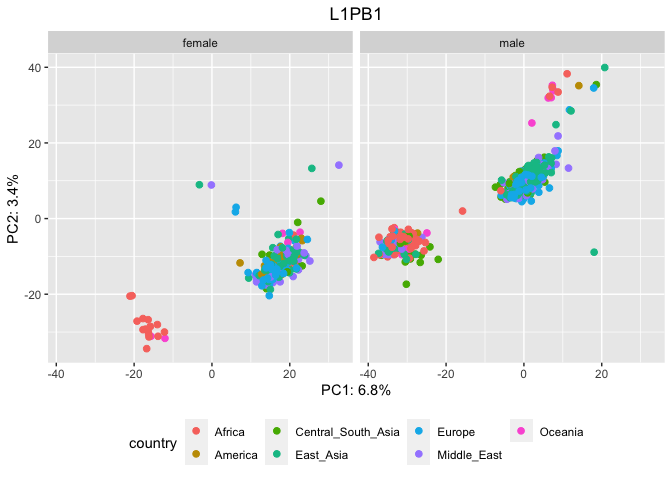 L1PB1
female
male
40
20
0
-20
PC2: 3.4%
-40
-20
0
20
-40
-20
0
20
PC1: 6.8%
country
Africa
Central_South_Asia
Europe
Oceania
America
East_Asia
Middle_East